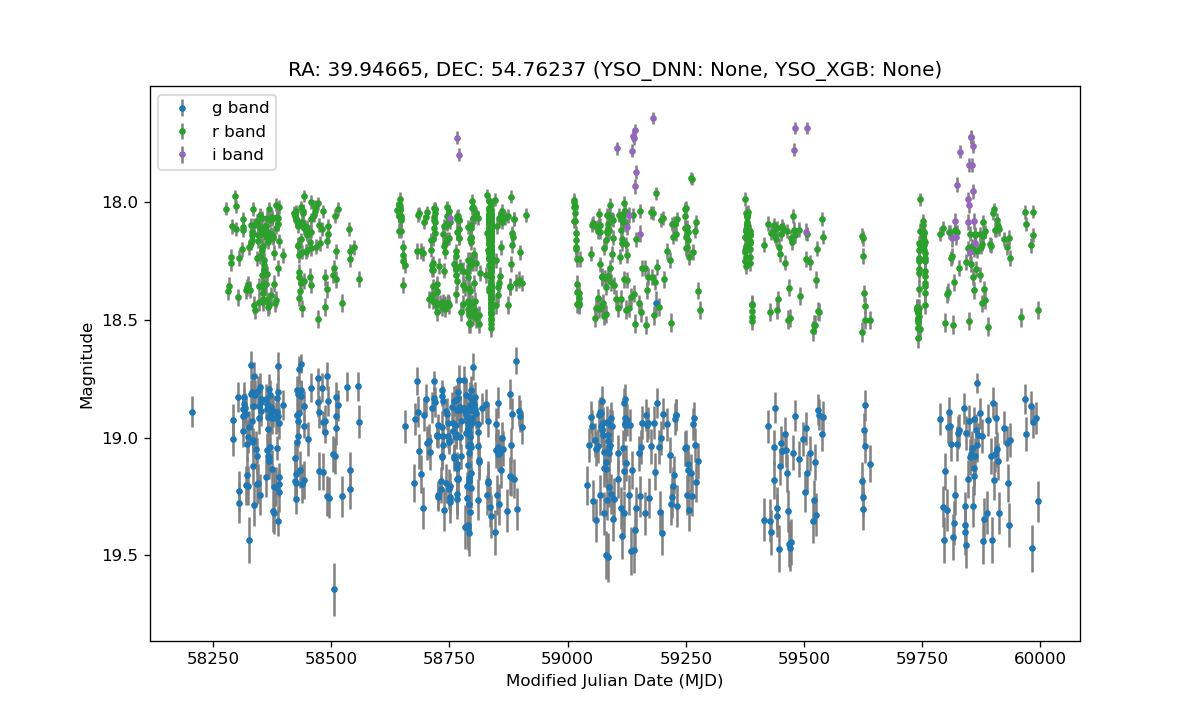 RA: 39.94665, DEC: 54.76237 (YSO_DNN: None, YSO_XGB: None)
g band
r band
i band
18.0
18.5
19.0
19.5
Magnitude
58250 58500 58750 59000 59250 59500 59750 60000
Modified Julian Date (MJD)